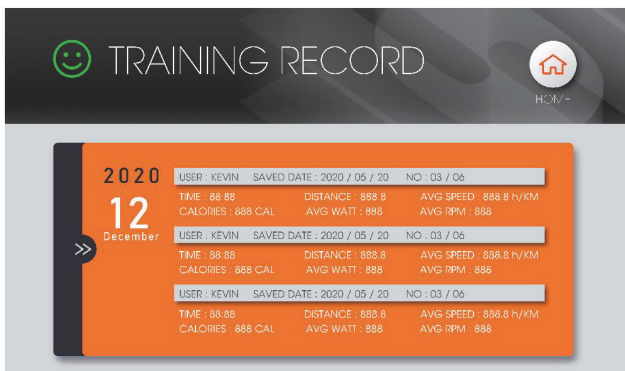 TRAINING RECORD
HOME
2020
12
December
USER : KEVIN SAVED DATE : 2020 / 05 / 20 NO : 03 / 06
TIME : 88:88 DISTANCE : 888.8 AVG SPEED : 888.8 h/KM
CALORIES : 888 CAL AVG WATT : 888 AVG RPM : 888
USER : KEVIN SAVED DATE : 2020 / 05 / 20 NO : 03 / 06
TIME : 88:88 DISTANCE : 888.8 AVG SPEED : 888.8 h/KM
CALORIES : 888 CAL AVG WATT : 888 AVG RPM : 888
USER : KEVIN SAVED DATE : 2020 / 05 / 20 NO : 03 / 06
TIME : 88:88 DISTANCE : 888.8 AVG SPEED : 888.8 h/KM
CALORIES : 888 CAL AVG WATT : 888 AVG RPM : 888